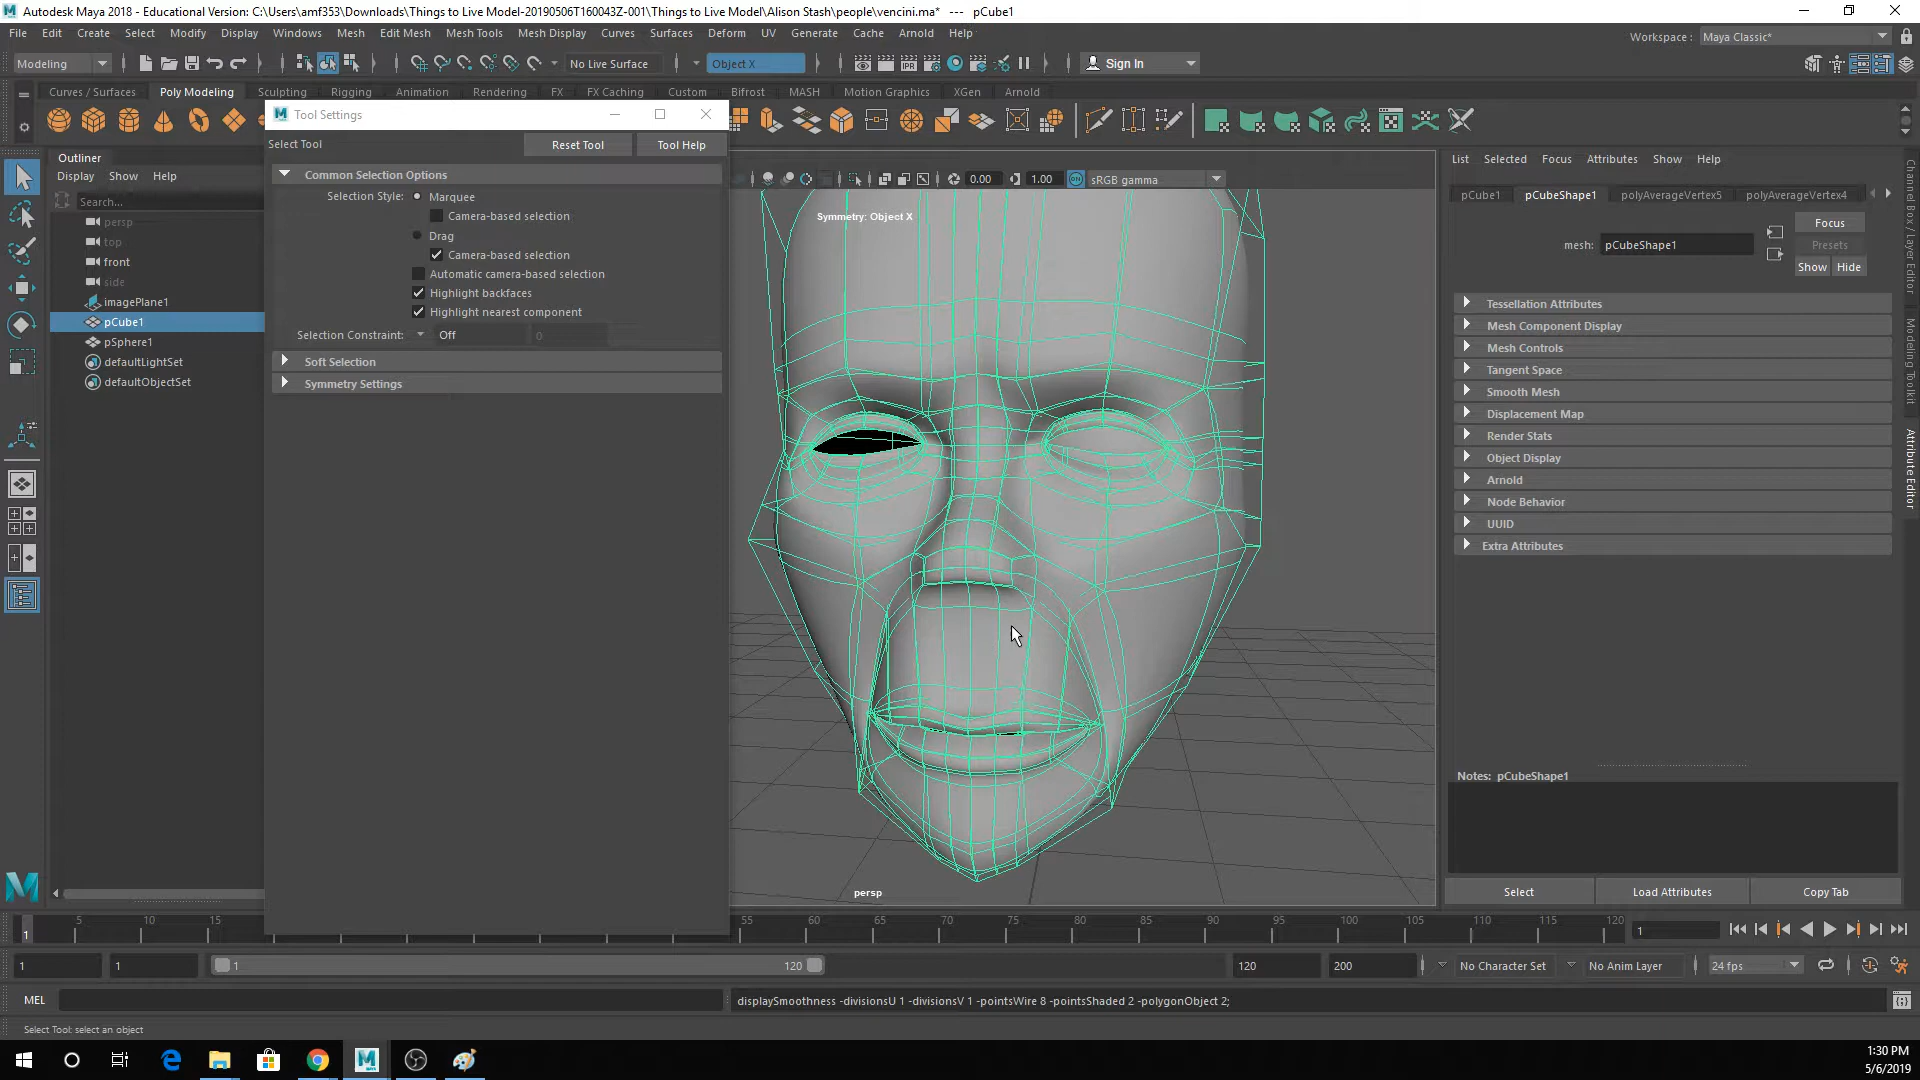 Autodesk Maya 2018 - Educational Version: C:\Users\amf353\Downloads\Things to Live Model-20190506T160043Z-001\Things to Live Model\Alison Stash\people\vencini.ma* --- pCube1
File Edit Create Select Modify Display Windows Mesh Edit Mesh Mesh Tools Mesh Display Curves Surfaces Deform UV Generate Cache Arnold Help
Workspace : Maya Classic*
Modeling No Live Surface Object X Sign In
Curves / Surfaces Poly Modeling Sculpting Rigging Animation Rendering FX FX Caching Custom Bifrost MASH Motion Graphics XGen Arnold
Tool Settings
Select Tool Reset Tool Tool Help
Common Selection Options
Selection Style: Marquee
Camera-based selection
Drag
Camera-based selection
Automatic camera-based selection
Highlight backfaces
Highlight nearest component
Selection Constraint: Off 0
Soft Selection
Symmetry Settings
Outliner
Display Show Help
Search...
persp
top
front
side
imagePlane1
pCube1
pSphere1
defaultLightSet
defaultObjectSet
0.00 1.00 ON sRGB gamma
Symmetry: Object X
persp
List Selected Focus Attributes Show Help
pCube1 pCubeShape1 polyAverageVertex5 polyAverageVertex4
Focus
mesh: pCubeShape1
Presets
Show Hide
Tessellation Attributes
Mesh Component Display
Mesh Controls
Tangent Space
Smooth Mesh
Displacement Map
Render Stats
Object Display
Arnold
Node Behavior
UUID
Extra Attributes
Notes: pCubeShape1
Select Load Attributes Copy Tab
Channel Box / Layer Editor
Modeling Toolkit
Attribute Editor
5 10 15 55 60 65 70 75 80 85 90 95 100 105 110 115 120
1 1
1 1 1 120 120 200 No Character Set No Anim Layer 24 fps
MEL displaySmoothness -divisionsU 1 -divisionsV 1 -pointsWire 8 -pointsShaded 2 -polygonObject 2;
Select Tool: select an object
1:30 PM
5/6/2019